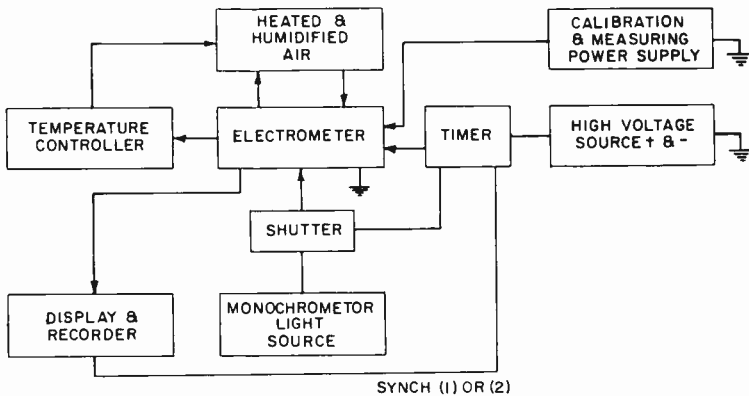 HEATED &
HUMIDIFIED
AIR
CALIBRATION
& MEASURING
POWER SUPPLY
TEMPERATURE
CONTROLLER
ELECTROMETER
TIMER
HIGH VOLTAGE
SOURCE + & -
SHUTTER
DISPLAY &
RECORDER
MONOCHROMETOR
LIGHT
SOURCE
SYNCH (1) OR (2)